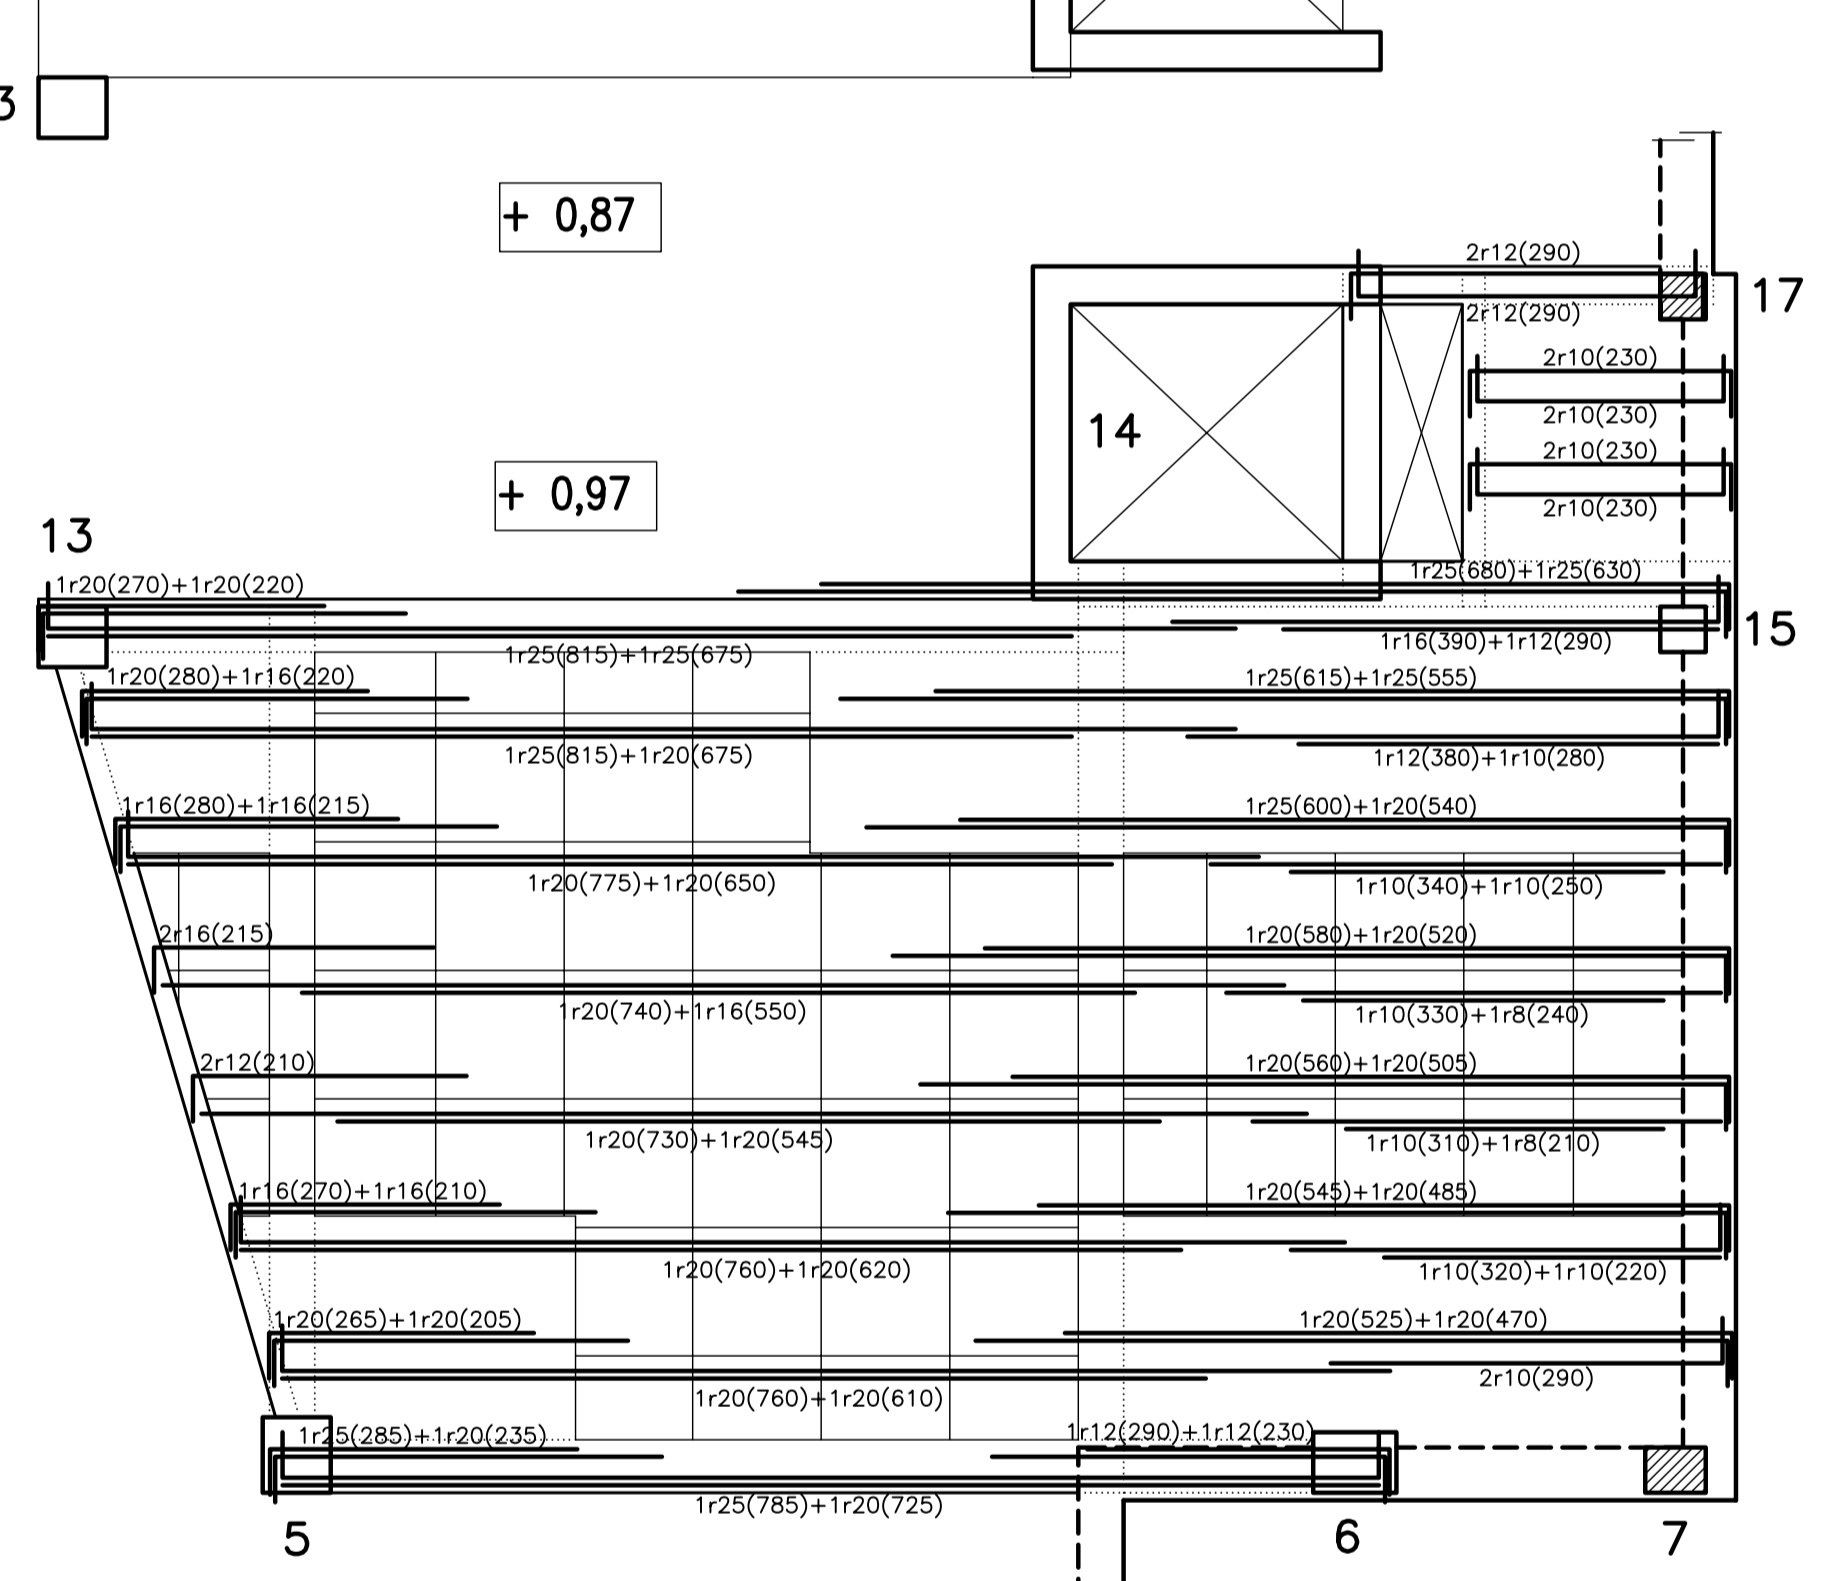 3
+ 0,87
2r12(290)
17
2r12(290)
2r10(230)
2r10(230)
14
2r10(230)
+ 0,97
2r10(230)
13
1r20(270)+1r20(220)
1r25(680)+1r25(630)
1r25(815)+1r25(675)
1r16(390)+1r12(290)
15
1r20(280)+1r16(220)
1r25(615)+1r25(555)
1r25(815)+1r20(675)
1r12(380)+1r10(280)
1r16(280)+1r16(215)
1r25(600)+1r20(540)
1r20(775)+1r20(650)
1r10(340)+1r10(250)
2r16(215)
1r20(580)+1r20(520)
1r20(740)+1r16(550)
1r10(330)+1r8(240)
2r12(210)
1r20(560)+1r20(505)
1r20(730)+1r20(545)
1r10(310)+1r8(210)
1r16(270)+1r16(210)
1r20(545)+1r20(485)
1r20(760)+1r20(620)
1r10(320)+1r10(220)
1r20(265)+1r20(205)
1r20(525)+1r20(470)
1r20(760)+1r20(610)
2r10(290)
1r25(285)+1r20(235)
1r12(290)+1r12(230)
1r25(785)+1r20(725)
5
6
7